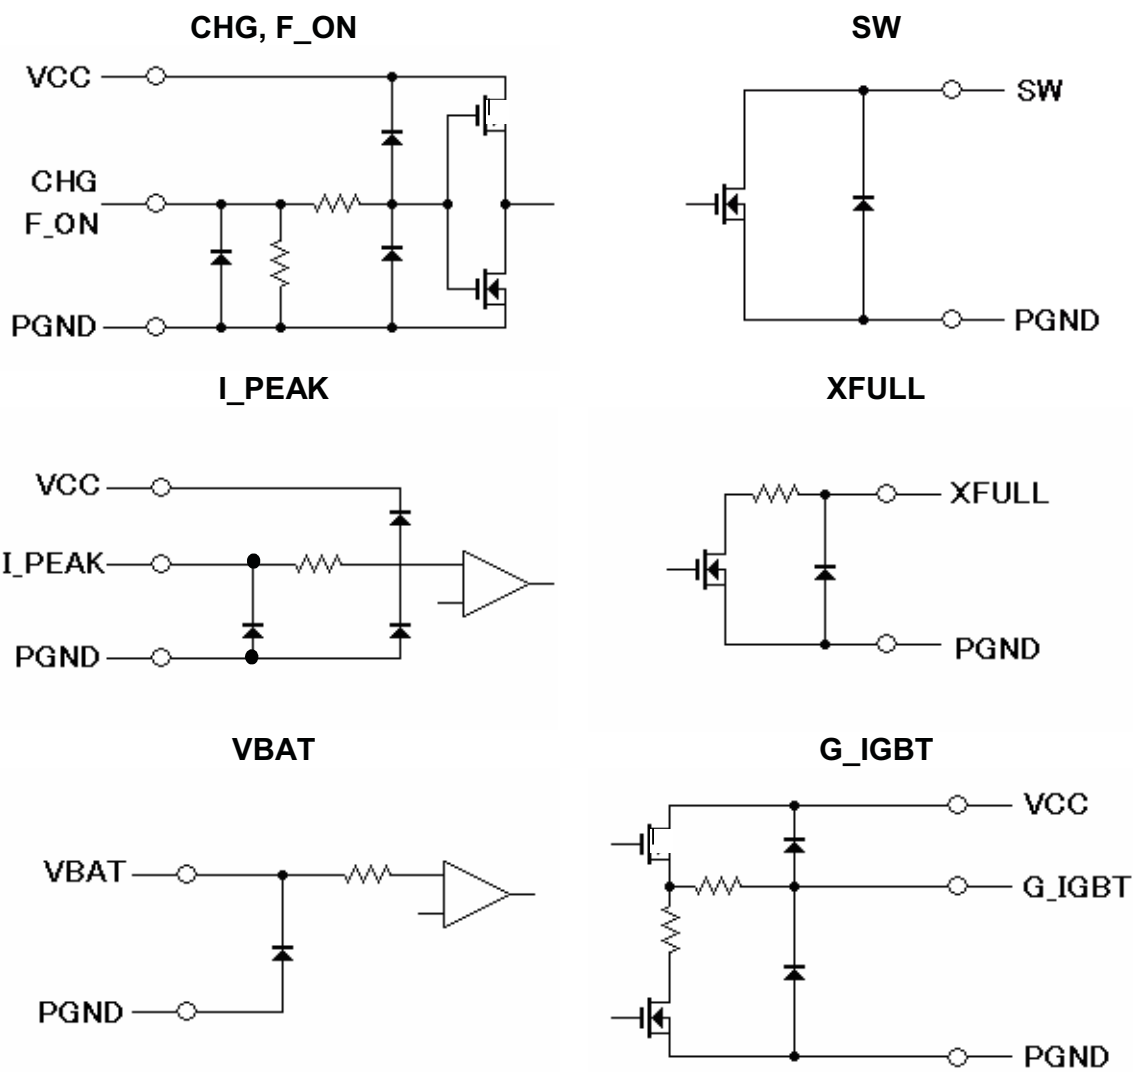 CHG, F_ON
VCC
CHG
F_ON
PGND
SW
SW
PGND
I_PEAK
VCC
I_PEAK
PGND
XFULL
XFULL
PGND
VBAT
VBAT
PGND
G_IGBT
VCC
G_IGBT
PGND